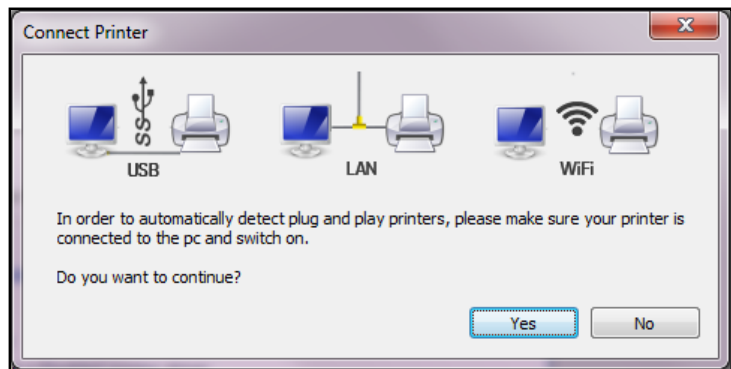 Connect Printer
SS
USB
LAN
WiFi
In order to automatically detect plug and play printers, please make sure your printer is
connected to the pc and switch on.
Do you want to continue?
Yes
No